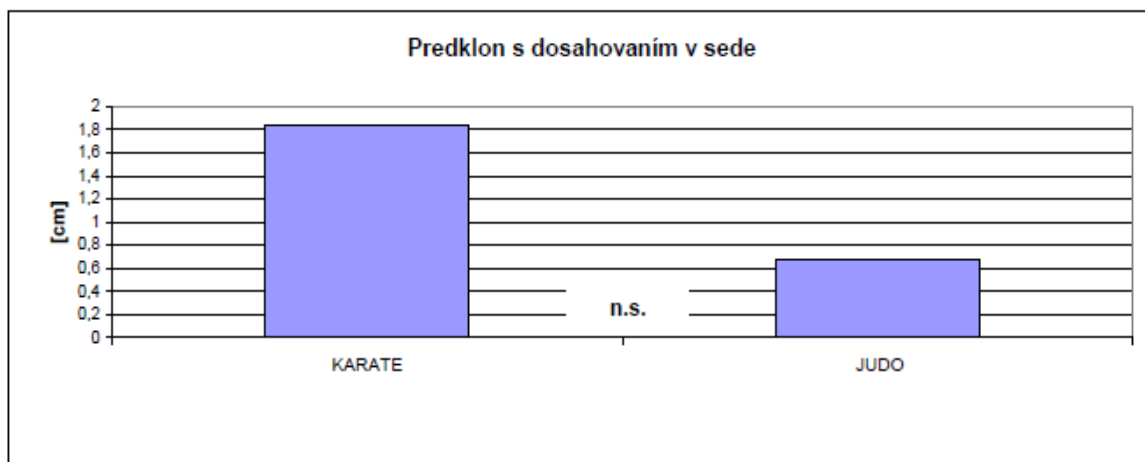 Predklon s dosahovaním v sede
[cm]
2
1,8
1,6
1,4
1,2
1
0,8
0,6
0,4
0,2
0
n.s.
KARATE
JUDO